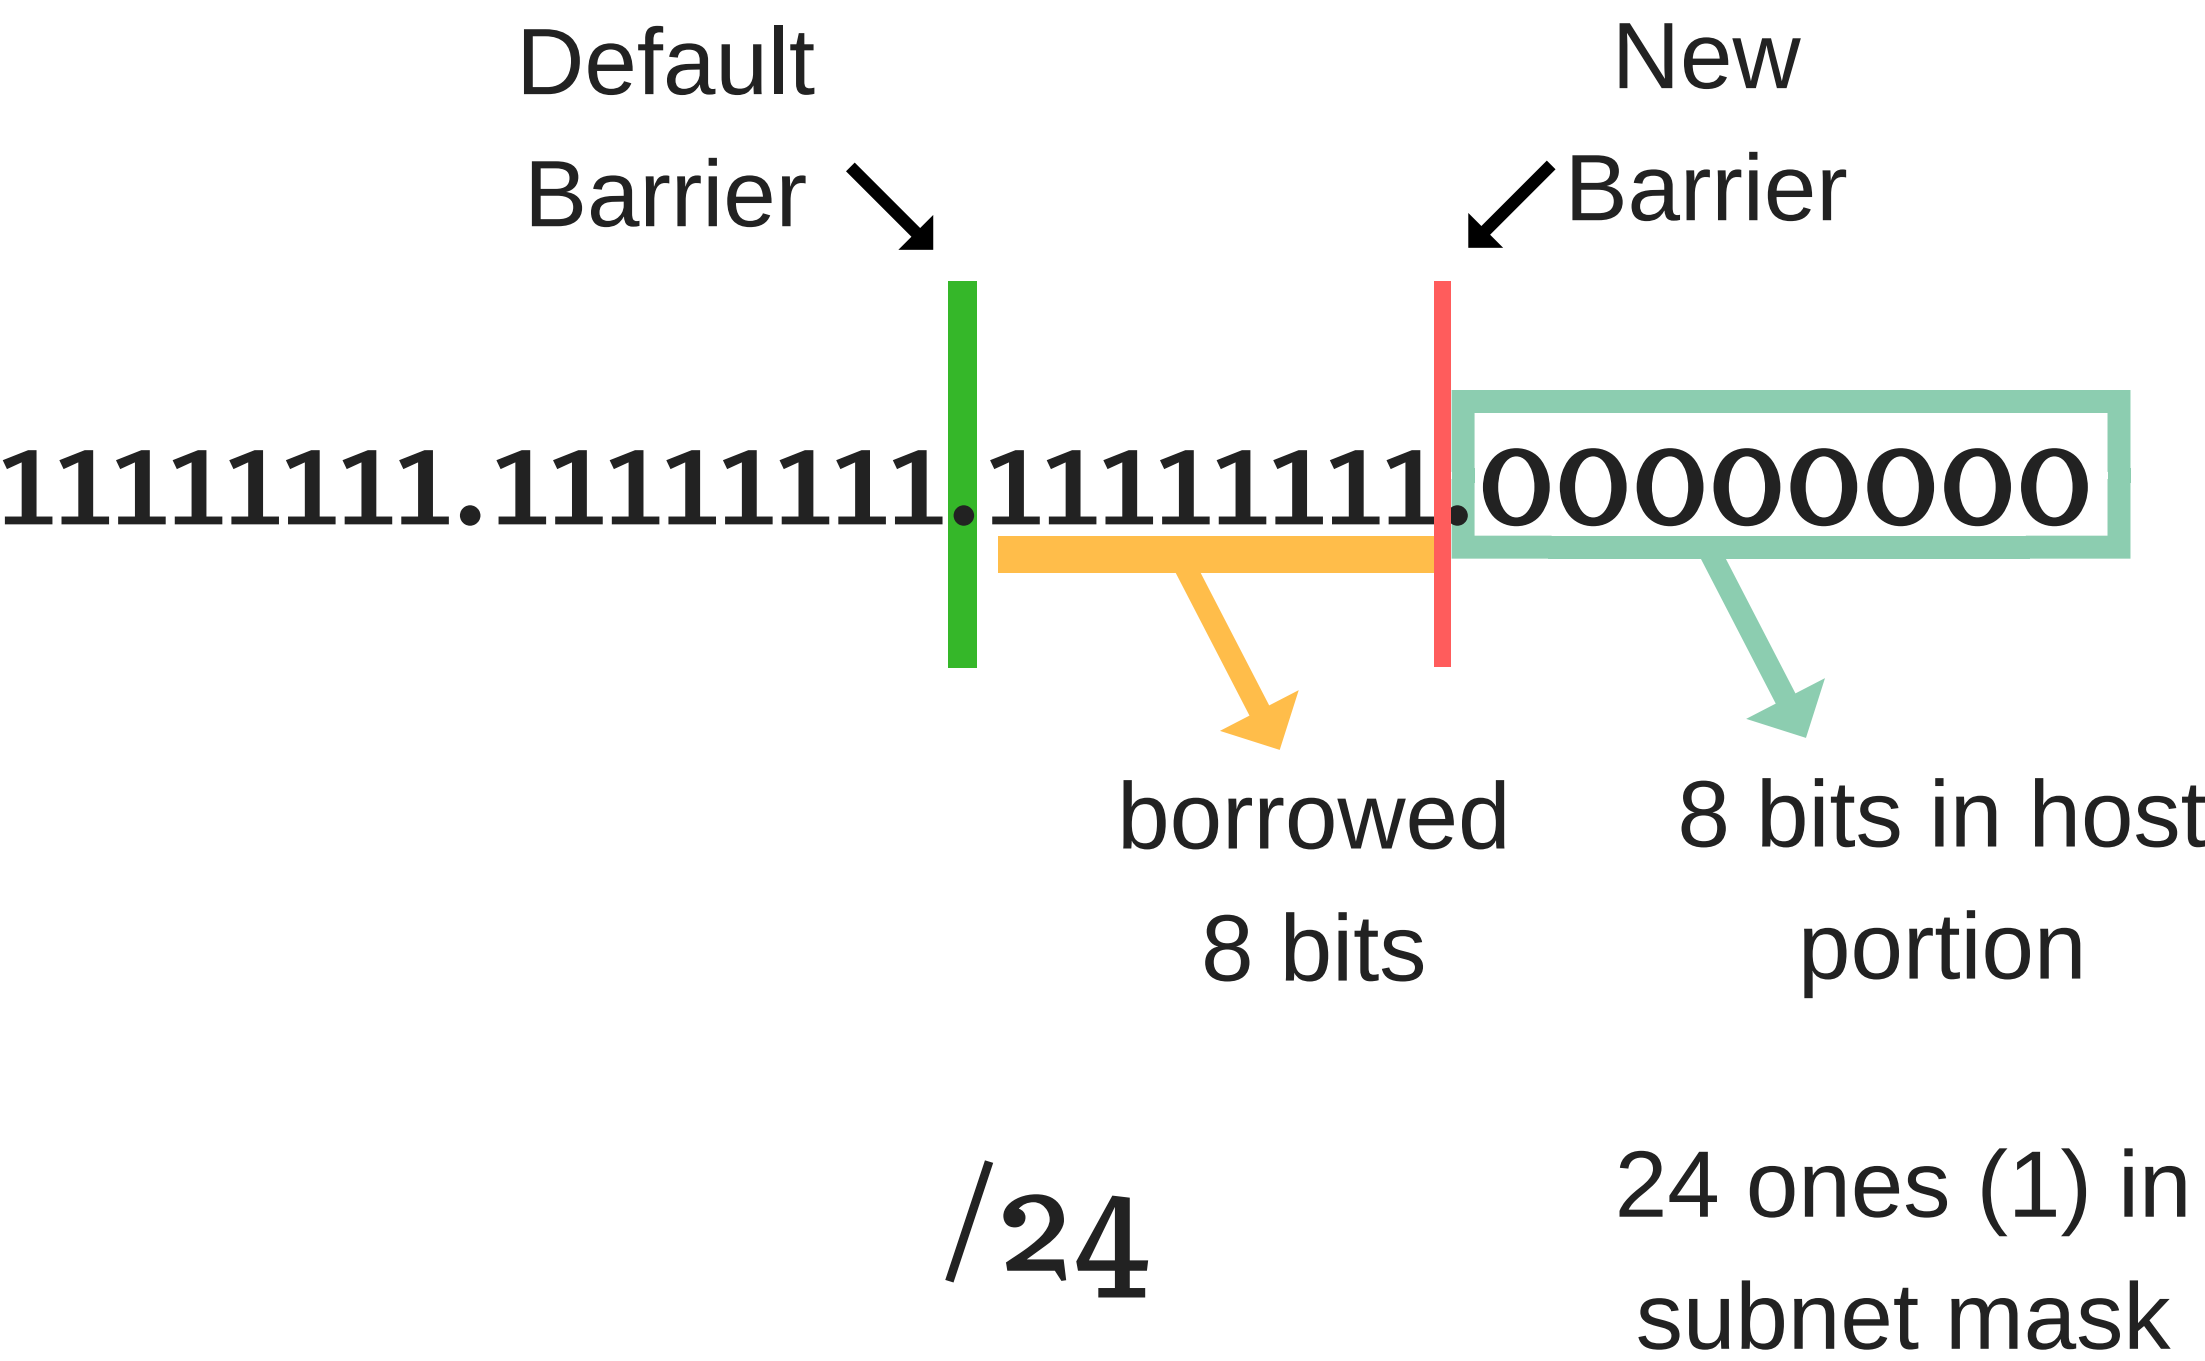 Default
Barrier
New
Barrier
11111111.11111111.11111111.00000000
borrowed
8 bits
8 bits in host
portion
/24
24 ones (1) in
subnet mask